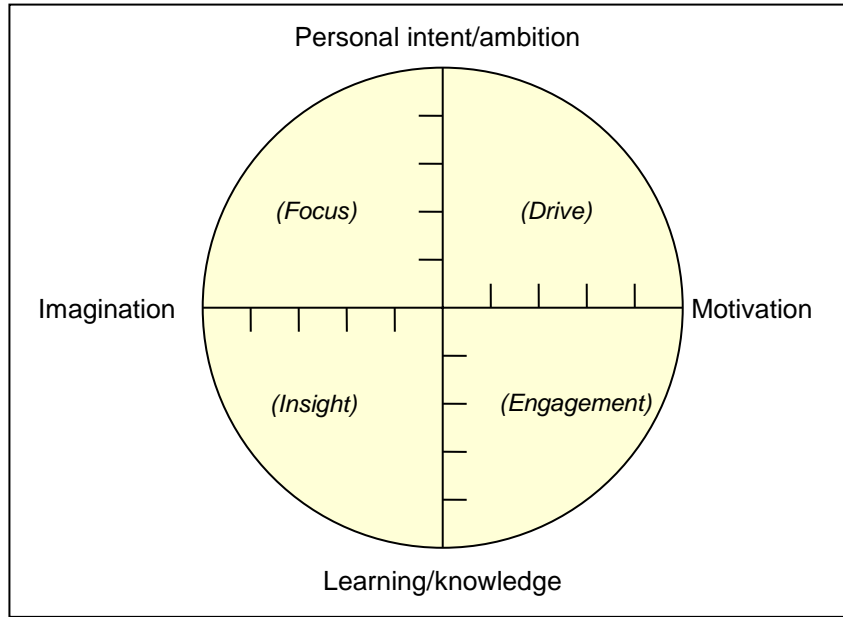 Personal intent/ambition
(Focus)
(Drive)
Imagination
Motivation
(Insight)
(Engagement)
Learning/knowledge